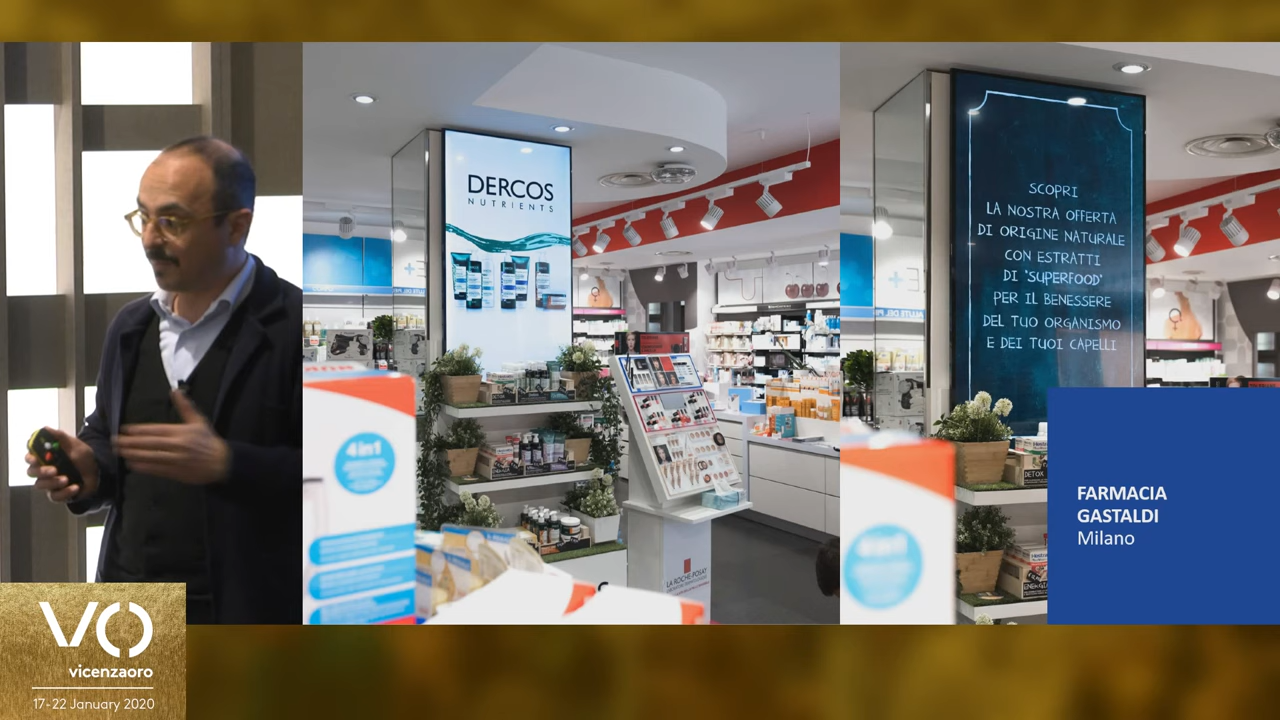 DERCOS
NUTRIENTS
4in1
LA ROCHE-POSAY
SCOPRI
LA NOSTRA OFFERTA
DI ORIGINE NATURALE
CON ESTRATTI
DI 'SUPERFOOD'
PER IL BENESSERE
DEL TUO ORGANISMO
E DEI TUOI CAPELLI
DETOX
FARMACIA
GASTALDI
Milano
VO
vicenzaoro
17-22 January 2020